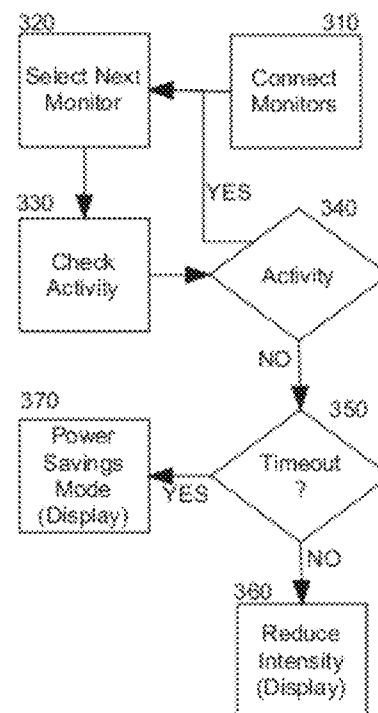 320
310
Select Next
Monitor
Connect
Monitors
YES
330
340
Check
Activity
Activity
NO
370
350
Power
Savings
Mode
(Display)
Timeout
?
YES
NO
360
Reduce
Intensity
(Display)